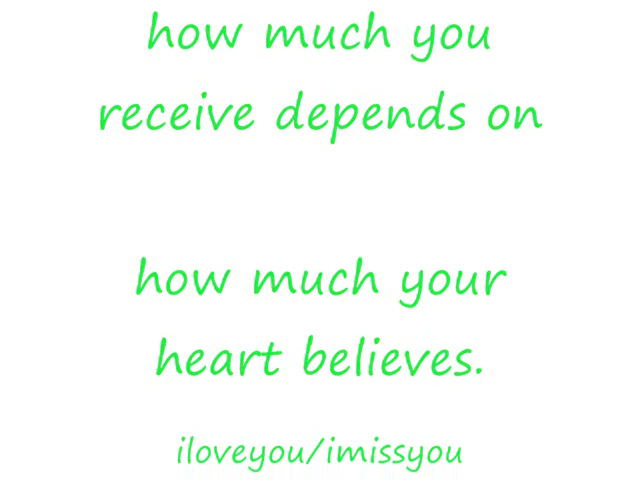 how much you
receive depends on
how much your
heart believes.
iloveyou/imissyou